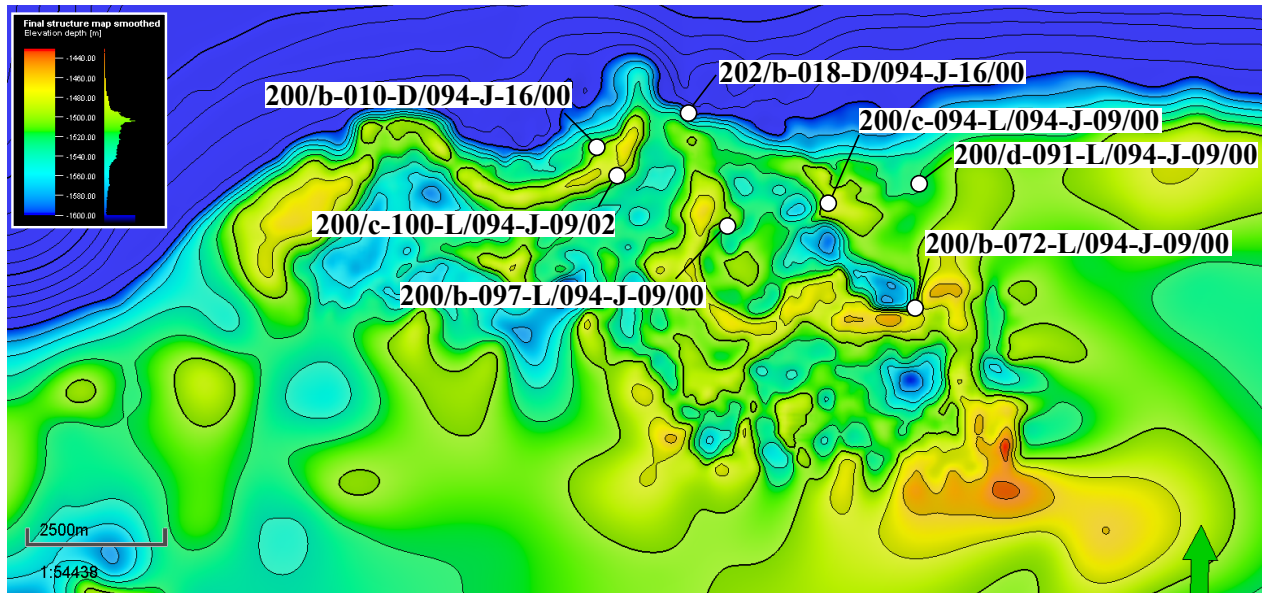 Final structure map smoothed
Elevation depth [m]
-1440.00
-1460.00
-1480.00
-1500.00
-1520.00
-1540.00
-1560.00
-1580.00
-1600.00
202/b-018-D/094-J-16/00
200/b-010-D/094-J-16/00
200/c-094-L/094-J-09/00
200/d-091-L/094-J-09/00
200/c-100-L/094-J-09/02
200/b-072-L/094-J-09/00
200/b-097-L/094-J-09/00
2500m
1:54438